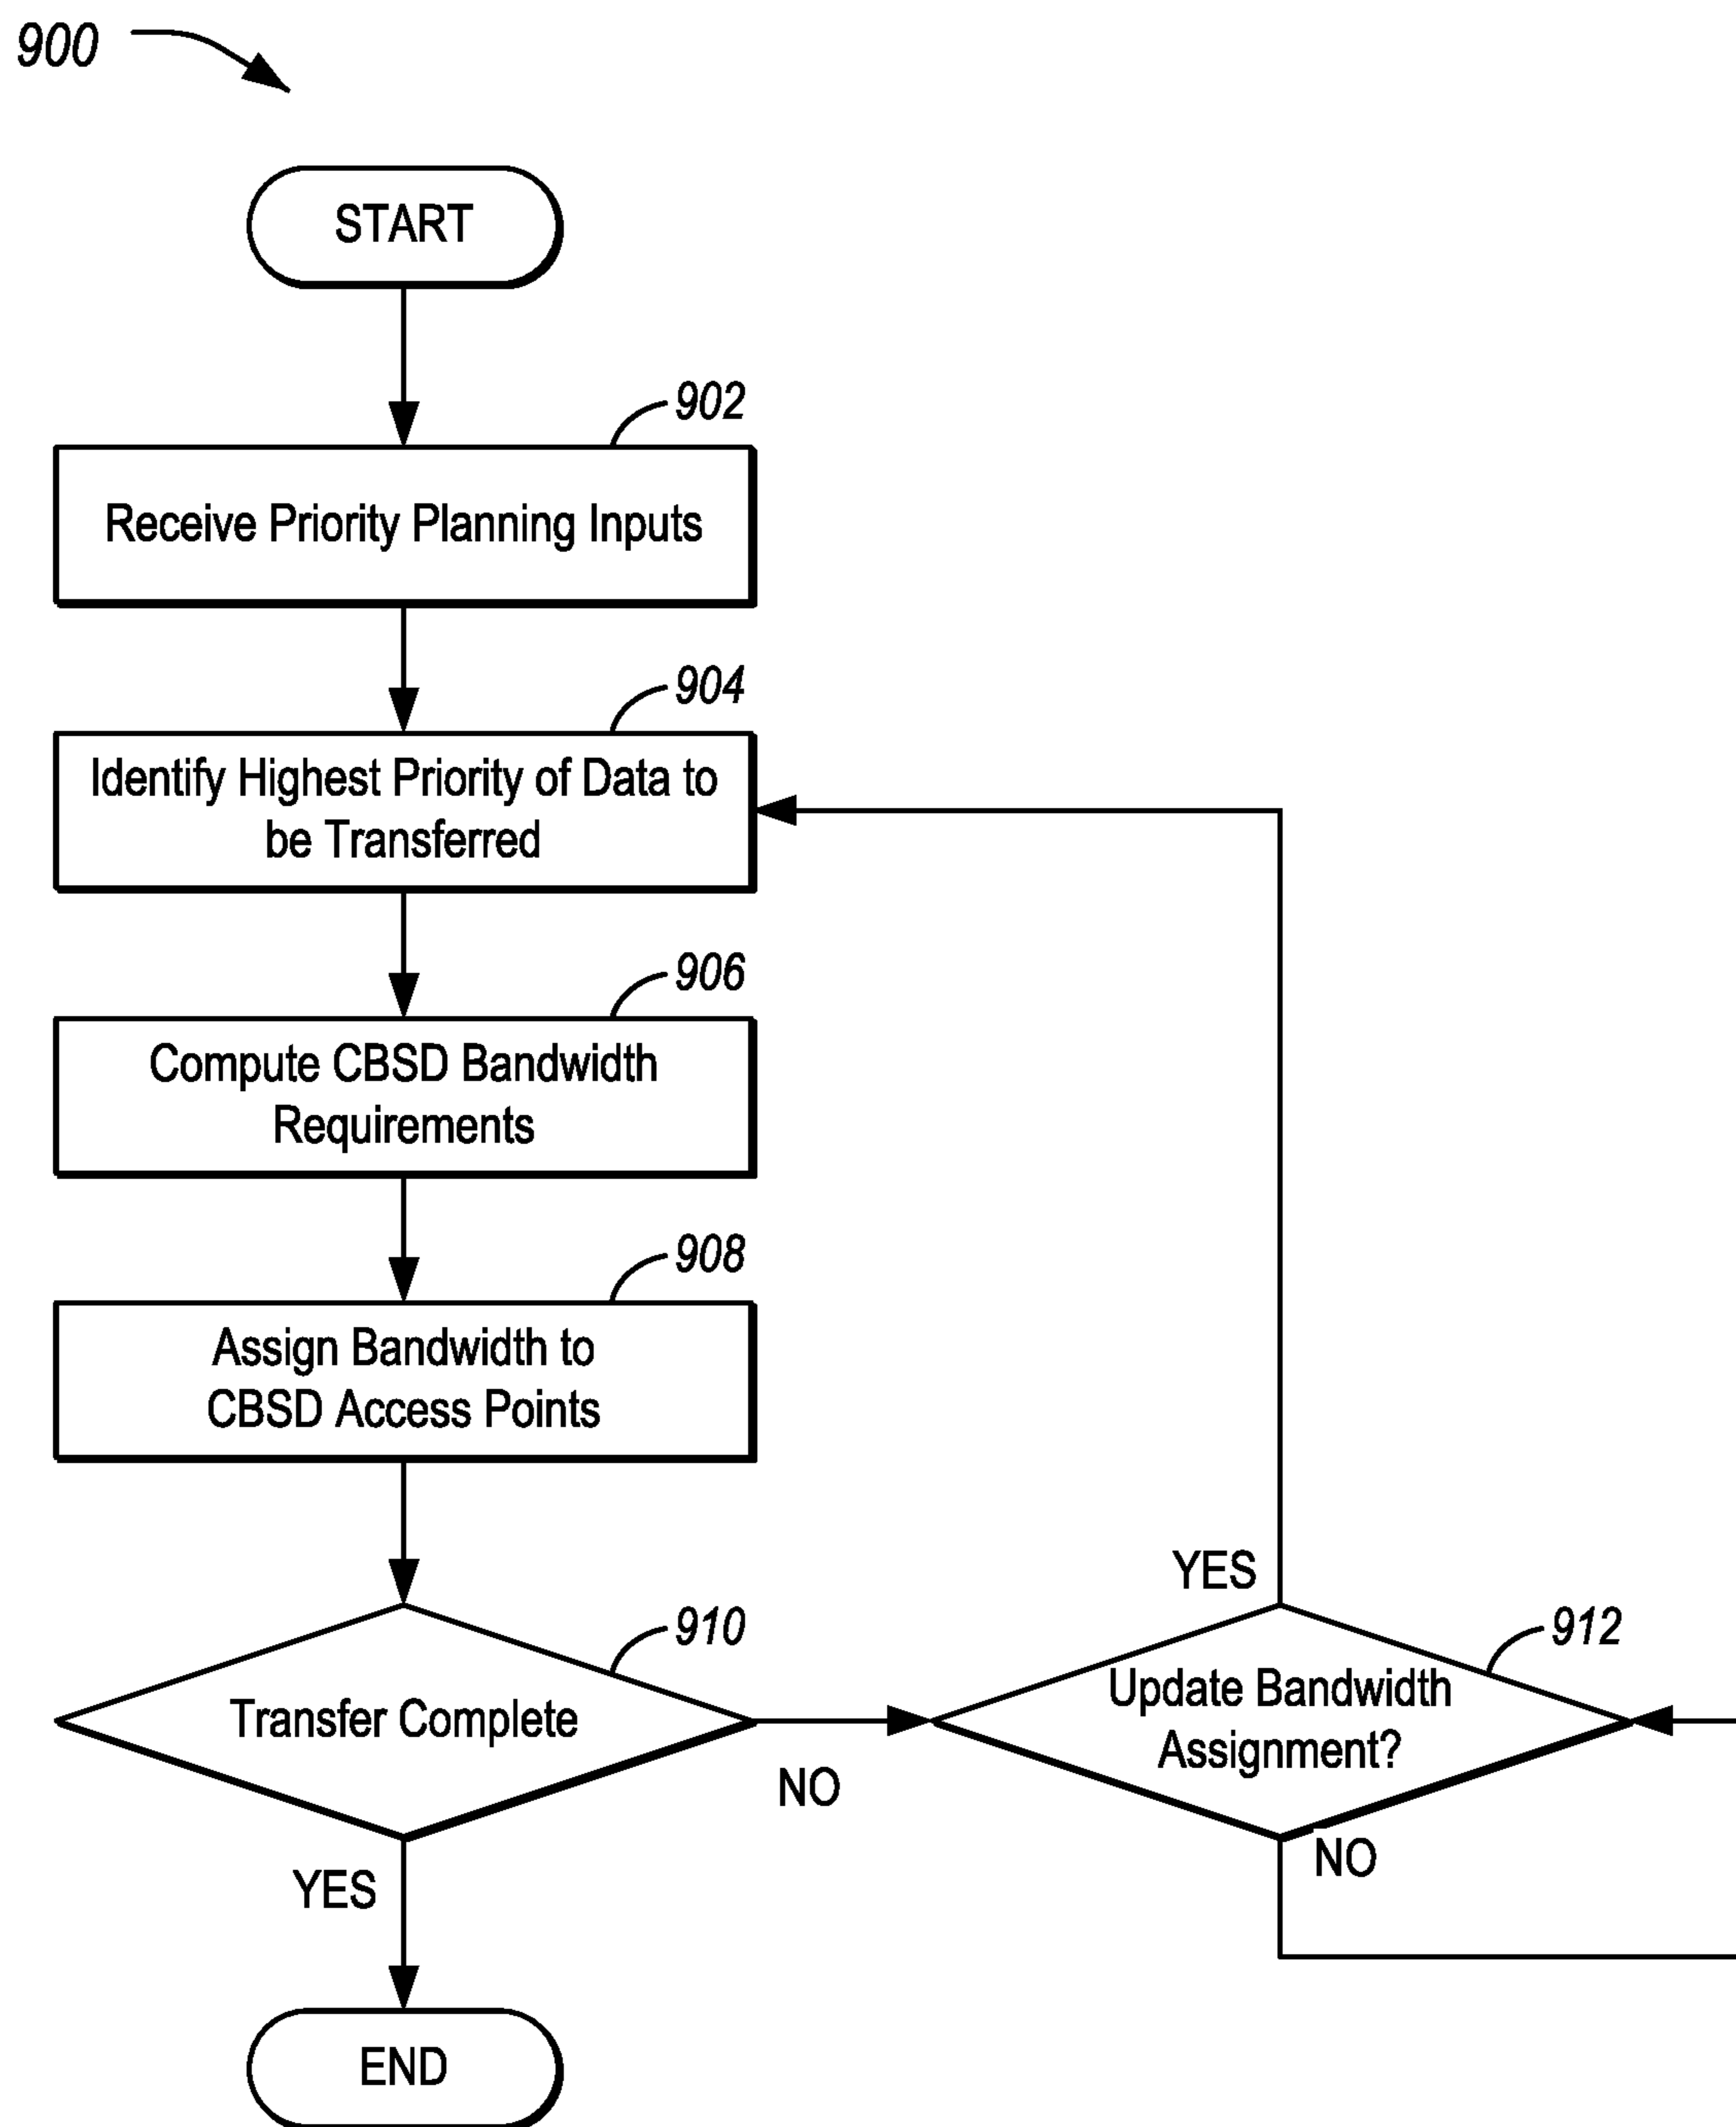 900
START
902
Receive Priority Planning Inputs
904
Identify Highest Priority of Data to
be Transferred
906
Compute CBSD Bandwidth
Requirements
908
Assign Bandwidth to
CBSD Access Points
910
Transfer Complete
NO
YES
YES
912
Update Bandwidth
Assignment?
NO
END